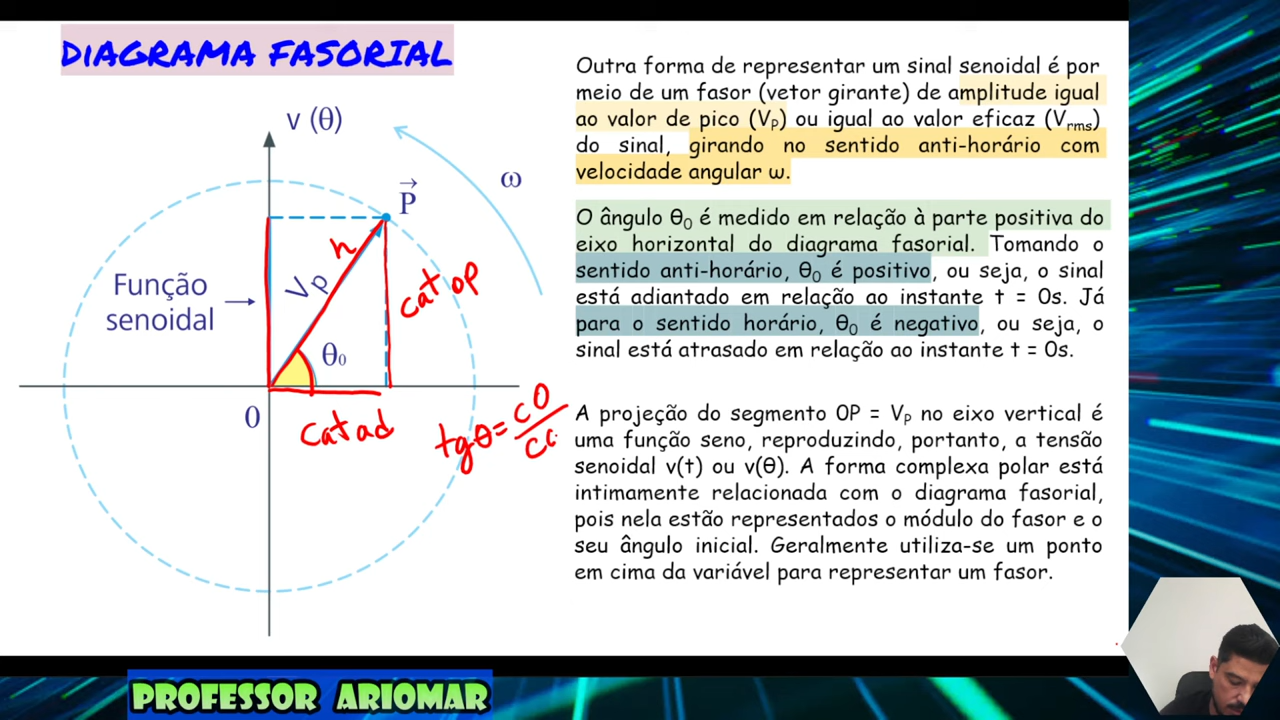 DIAGRAMA FASORIAL
v (θ)
ω
P
h
Vp
cat op
Função
senoidal
θ₀
0
cat ad
tgθ = CO
Outra forma de representar um sinal senoidal é por
meio de um fasor (vetor girante) de amplitude igual
ao valor de pico (VP) ou igual ao valor eficaz (Vrms)
do sinal, girando no sentido anti-horário com
velocidade angular ω.
O ângulo θ₀ é medido em relação à parte positiva do
eixo horizontal do diagrama fasorial. Tomando o
sentido anti-horário, θ₀ é positivo, ou seja, o sinal
está adiantado em relação ao instante t = 0s. Já
para o sentido horário, θ₀ é negativo, ou seja, o
sinal está atrasado em relação ao instante t = 0s.
A projeção do segmento 0P = VP no eixo vertical é
uma função seno, reproduzindo, portanto, a tensão
senoidal v(t) ou v(θ). A forma complexa polar está
intimamente relacionada com o diagrama fasorial,
pois nela estão representados o módulo do fasor e o
seu ângulo inicial. Geralmente utiliza-se um ponto
em cima da variável para representar um fasor.
PROFESSOR ARIOMAR